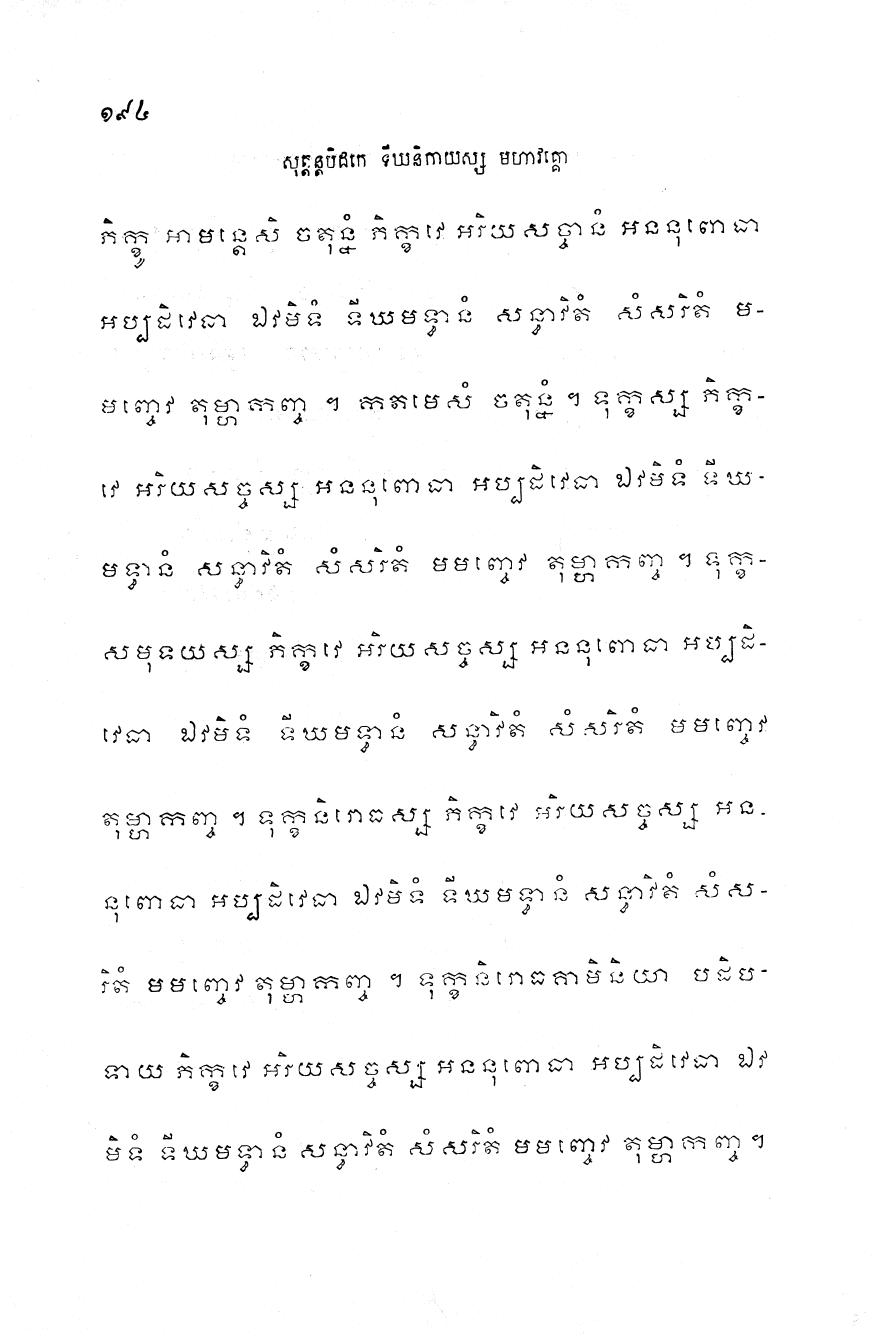 ១៩៤
សុត្តន្តបិដកេ ទីឃនិកាយស្ស មហាវគ្គោ
ភិក្ខូ អាមន្តេសិ ចតុន្នំ ភិក្ខវេ អរិយសច្ចានំ អននុពោធា
អប្បដិវេធា ឯវមិទំ ទីឃមទ្ធានំ សន្ធាវិតំ សំសរិតំ ម-
មញ្ចេវ តុម្ហាកញ្ច ។ កតមេសំ ចតុន្នំ ។ ទុក្ខស្ស ភិក្ខ-
វេ អរិយសច្ចស្ស អននុពោធា អប្បដិវេធា ឯវមិទំ ទីឃ-
មទ្ធានំ សន្ធាវិតំ សំសរិតំ មមញ្ចេវ តុម្ហាកញ្ច ។ ទុក្ខ-
សមុទយស្ស ភិក្ខវេ អរិយសច្ចស្ស អននុពោធា អប្បដិ-
វេធា ឯវមិទំ ទីឃមទ្ធានំ សន្ធាវិតំ សំសរិតំ មមញ្ចេវ
តុម្ហាកញ្ច ។ ទុក្ខនិរោធស្ស ភិក្ខវេ អរិយសច្ចស្ស អន-
នុពោធា អប្បដិវេធា ឯវមិទំ ទីឃមទ្ធានំ សន្ធាវិតំ សំស-
រិតំ មមញ្ចេវ តុម្ហាកញ្ច ។ ទុក្ខនិរោធគាមិនិយា បដិប-
ទាយ ភិក្ខវេ អរិយសច្ចស្ស អននុពោធា អប្បដិវេធា ឯវ
មិទំ ទីឃមទ្ធានំ សន្ធាវិតំ សំសរិតំ មមញ្ចេវ តុម្ហាកញ្ច ។